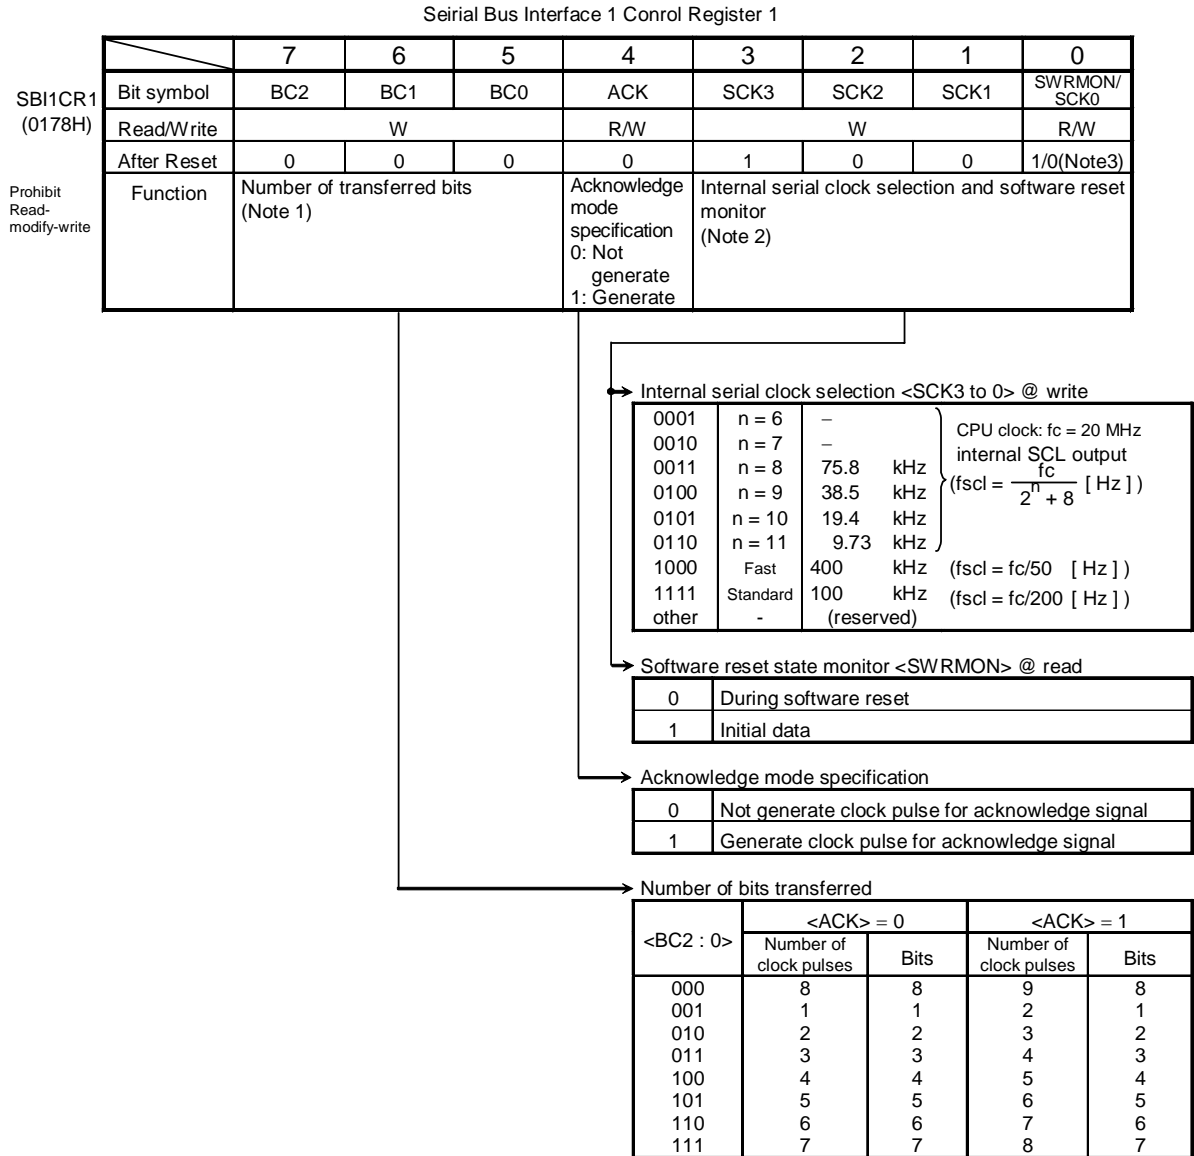 Seirial Bus Interface 1 Conrol Register 1
7 6 5 4 3 2 1 0
SBI1CR1
(0178H)
Bit symbol BC2 BC1 BC0 ACK SCK3 SCK2 SCK1 SWRMON/
SCK0
Read/Write W R/W W R/W
After Reset 0 0 0 0 1 0 0 1/0(Note3)
Prohibit
Read-
modify-write
Function
Number of transferred bits
(Note 1)
Acknowledge
mode
specification
0: Not
generate
1: Generate
Internal serial clock selection and software reset
monitor
(Note 2)
Internal serial clock selection <SCK3 to 0> @ write
0001 n = 6 –
0010 n = 7 –
0011 n = 8 75.8 kHz
0100 n = 9 38.5 kHz
0101 n = 10 19.4 kHz
0110 n = 11 9.73 kHz
CPU clock: fc = 20 MHz
internal SCL output
(fscl = fc / 2^n + 8 [ Hz ] )
1000 Fast 400 kHz (fscl = fc/50 [ Hz ] )
1111 Standard 100 kHz (fscl = fc/200 [ Hz ] )
other - (reserved)
Software reset state monitor <SWRMON> @ read
0 During software reset
1 Initial data
Acknowledge mode specification
0 Not generate clock pulse for acknowledge signal
1 Generate clock pulse for acknowledge signal
Number of bits transferred
<BC2 : 0> <ACK> = 0 <ACK> = 1
Number of
clock pulses Bits Number of
clock pulses Bits
000 8 8 9 8
001 1 1 2 1
010 2 2 3 2
011 3 3 4 3
100 4 4 5 4
101 5 5 6 5
110 6 6 7 6
111 7 7 8 7